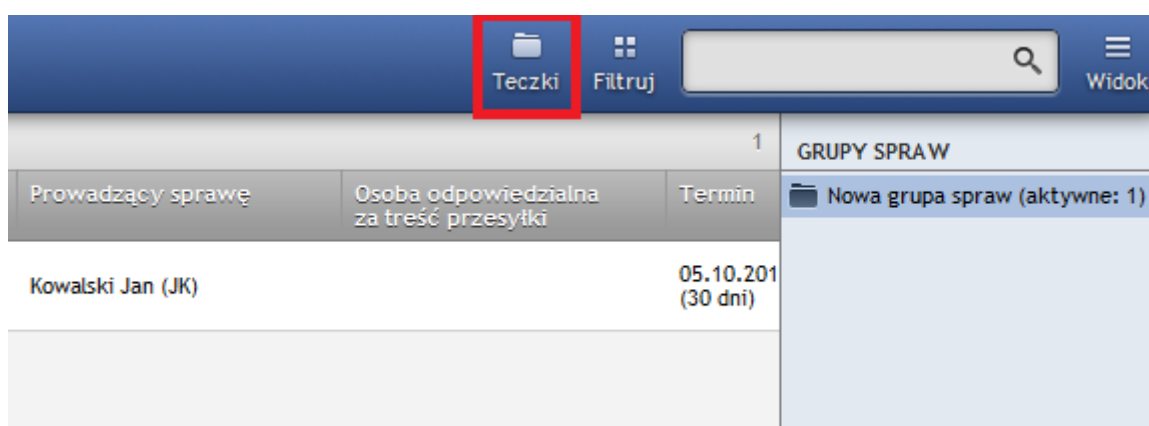 Teczki
Filtruj
Widok
1
GRUPY SPRAW
Prowadzący sprawę
Osoba odpowiedzialna
za treść przesyłki
Termin
Nowa grupa spraw (aktywne: 1)
Kowalski Jan (JK)
05.10.201
(30 dni)